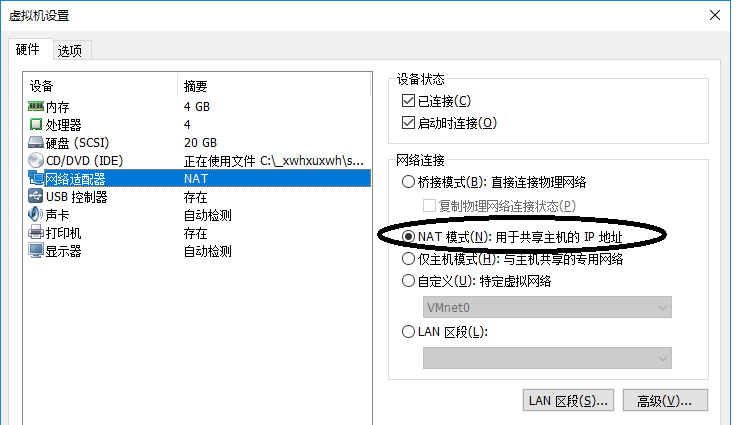 虚拟机设置
硬件 选项
设备 摘要
内存 4 GB
处理器 4
硬盘 (SCSI) 20 GB
CD/DVD (IDE) 正在使用文件 C:\_xwhxuxwh\s...
网络适配器 NAT
USB 控制器 存在
声卡 自动检测
打印机 存在
显示器 自动检测
设备状态
已连接(C)
启动时连接(O)
网络连接
桥接模式(B): 直接连接物理网络
复制物理网络连接状态(P)
NAT 模式(N): 用于共享主机的 IP 地址
仅主机模式(H): 与主机共享的专用网络
自定义(U): 特定虚拟网络
VMnet0
LAN 区段(L):
LAN 区段(S)... 高级(V)...